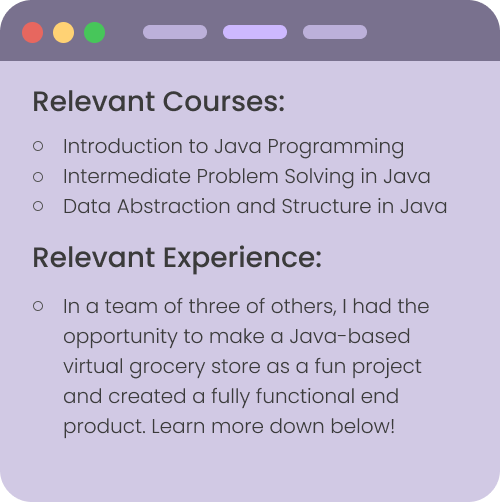 Relevant Courses:
Introduction to Java Programming
Intermediate Problem Solving in Java
Data Abstraction and Structure in Java
Relevant Experience:
In a team of three of others, I had the
opportunity to make a Java-based
virtual grocery store as a fun project
and created a fully functional end
product. Learn more down below!